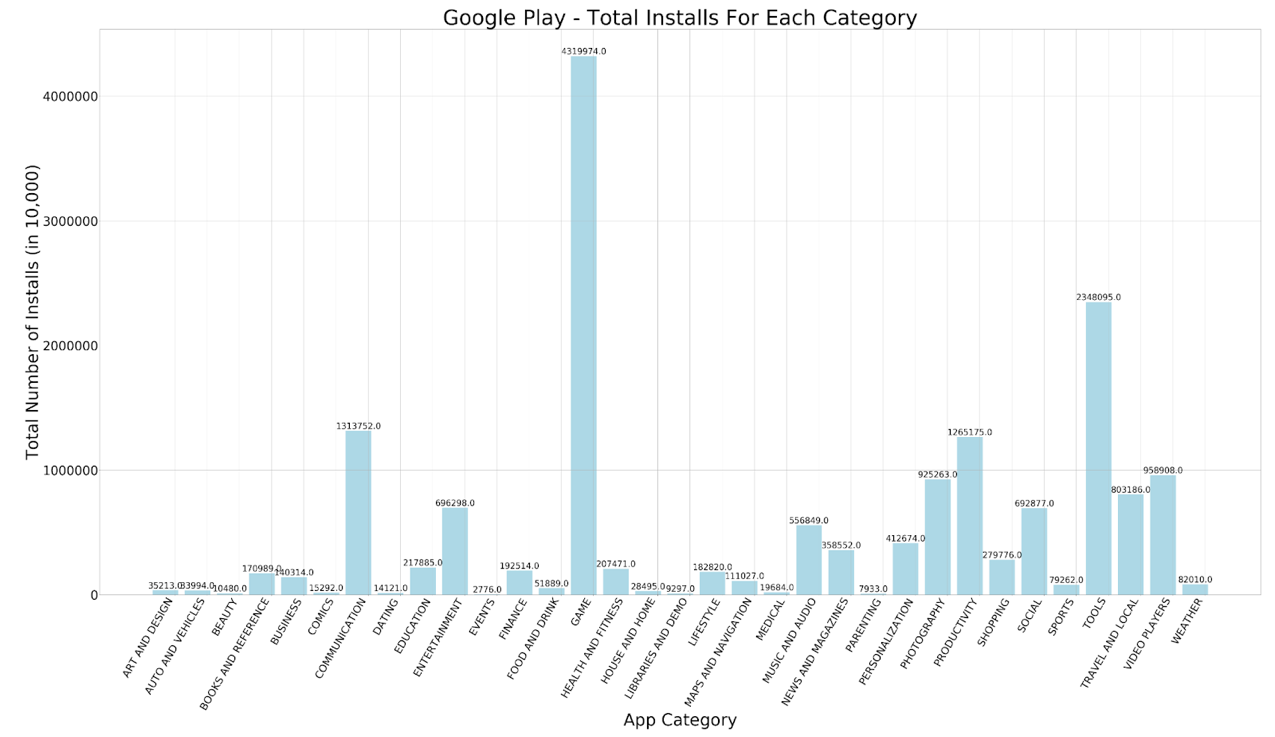 Google Play - Total Installs For Each Category
Total Number of Installs (in 10,000)
4000000
3000000
2000000
1000000
0
35213.0
33994.0
10480.0
170989.0
140314.0
15292.0
1313752.0
14121.0
217885.0
696298.0
2776.0
192514.0
51889.0
4319974.0
207471.0
28495.0
9297.0
182820.0
111027.0
19684.0
556849.0
358552.0
7933.0
412674.0
925263.0
1265175.0
279776.0
692877.0
79262.0
2348095.0
803186.0
958908.0
82010.0
ART AND DESIGN
AUTO AND VEHICLES
BEAUTY
BOOKS AND REFERENCE
BUSINESS
COMICS
COMMUNICATION
DATING
EDUCATION
ENTERTAINMENT
EVENTS
FINANCE
FOOD AND DRINK
GAME
HEALTH AND FITNESS
HOUSE AND HOME
LIBRARIES AND DEMO
LIFESTYLE
MAPS AND NAVIGATION
MEDICAL
MUSIC AND AUDIO
NEWS AND MAGAZINES
PARENTING
PERSONALIZATION
PHOTOGRAPHY
PRODUCTIVITY
SHOPPING
SOCIAL
SPORTS
TOOLS
TRAVEL AND LOCAL
VIDEO PLAYERS
WEATHER
App Category